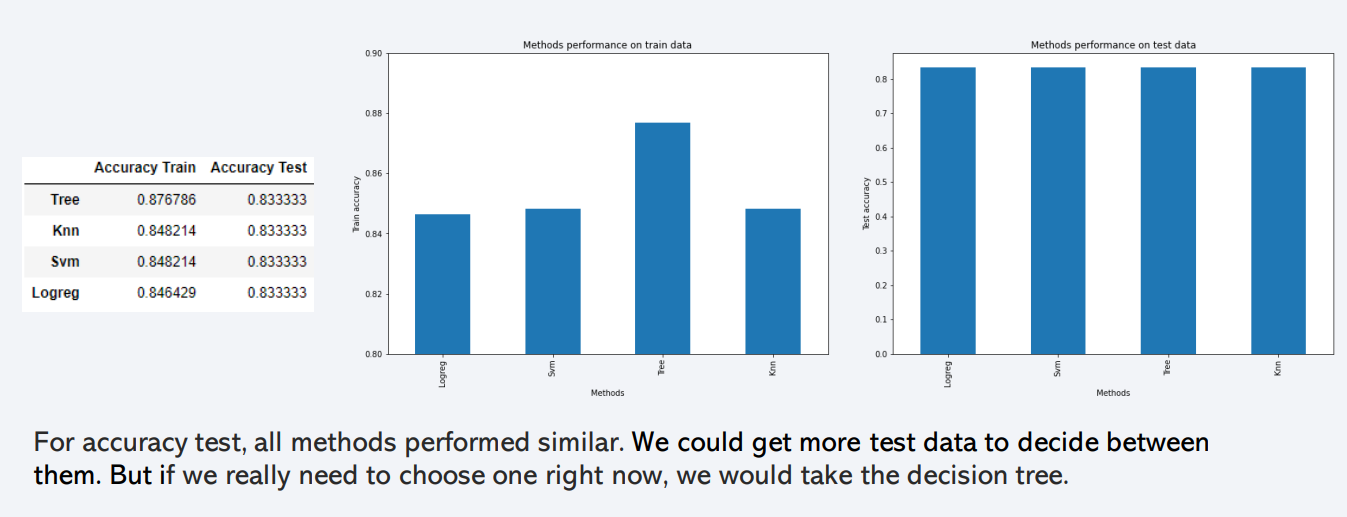 Accuracy Train Accuracy Test
Tree 0.876786 0.833333
Knn 0.848214 0.833333
Svm 0.848214 0.833333
Logreg 0.846429 0.833333
Methods performance on train data
0.90
0.88
0.86
0.84
0.82
0.80
Train accuracy
Logreg
Svm
Tree
Knn
Methods
Methods performance on test data
0.8
0.7
0.6
0.5
0.4
0.3
0.2
0.1
0.0
Test accuracy
Logreg
Svm
Tree
Knn
Methods
For accuracy test, all methods performed similar. We could get more test data to decide between
them. But if we really need to choose one right now, we would take the decision tree.